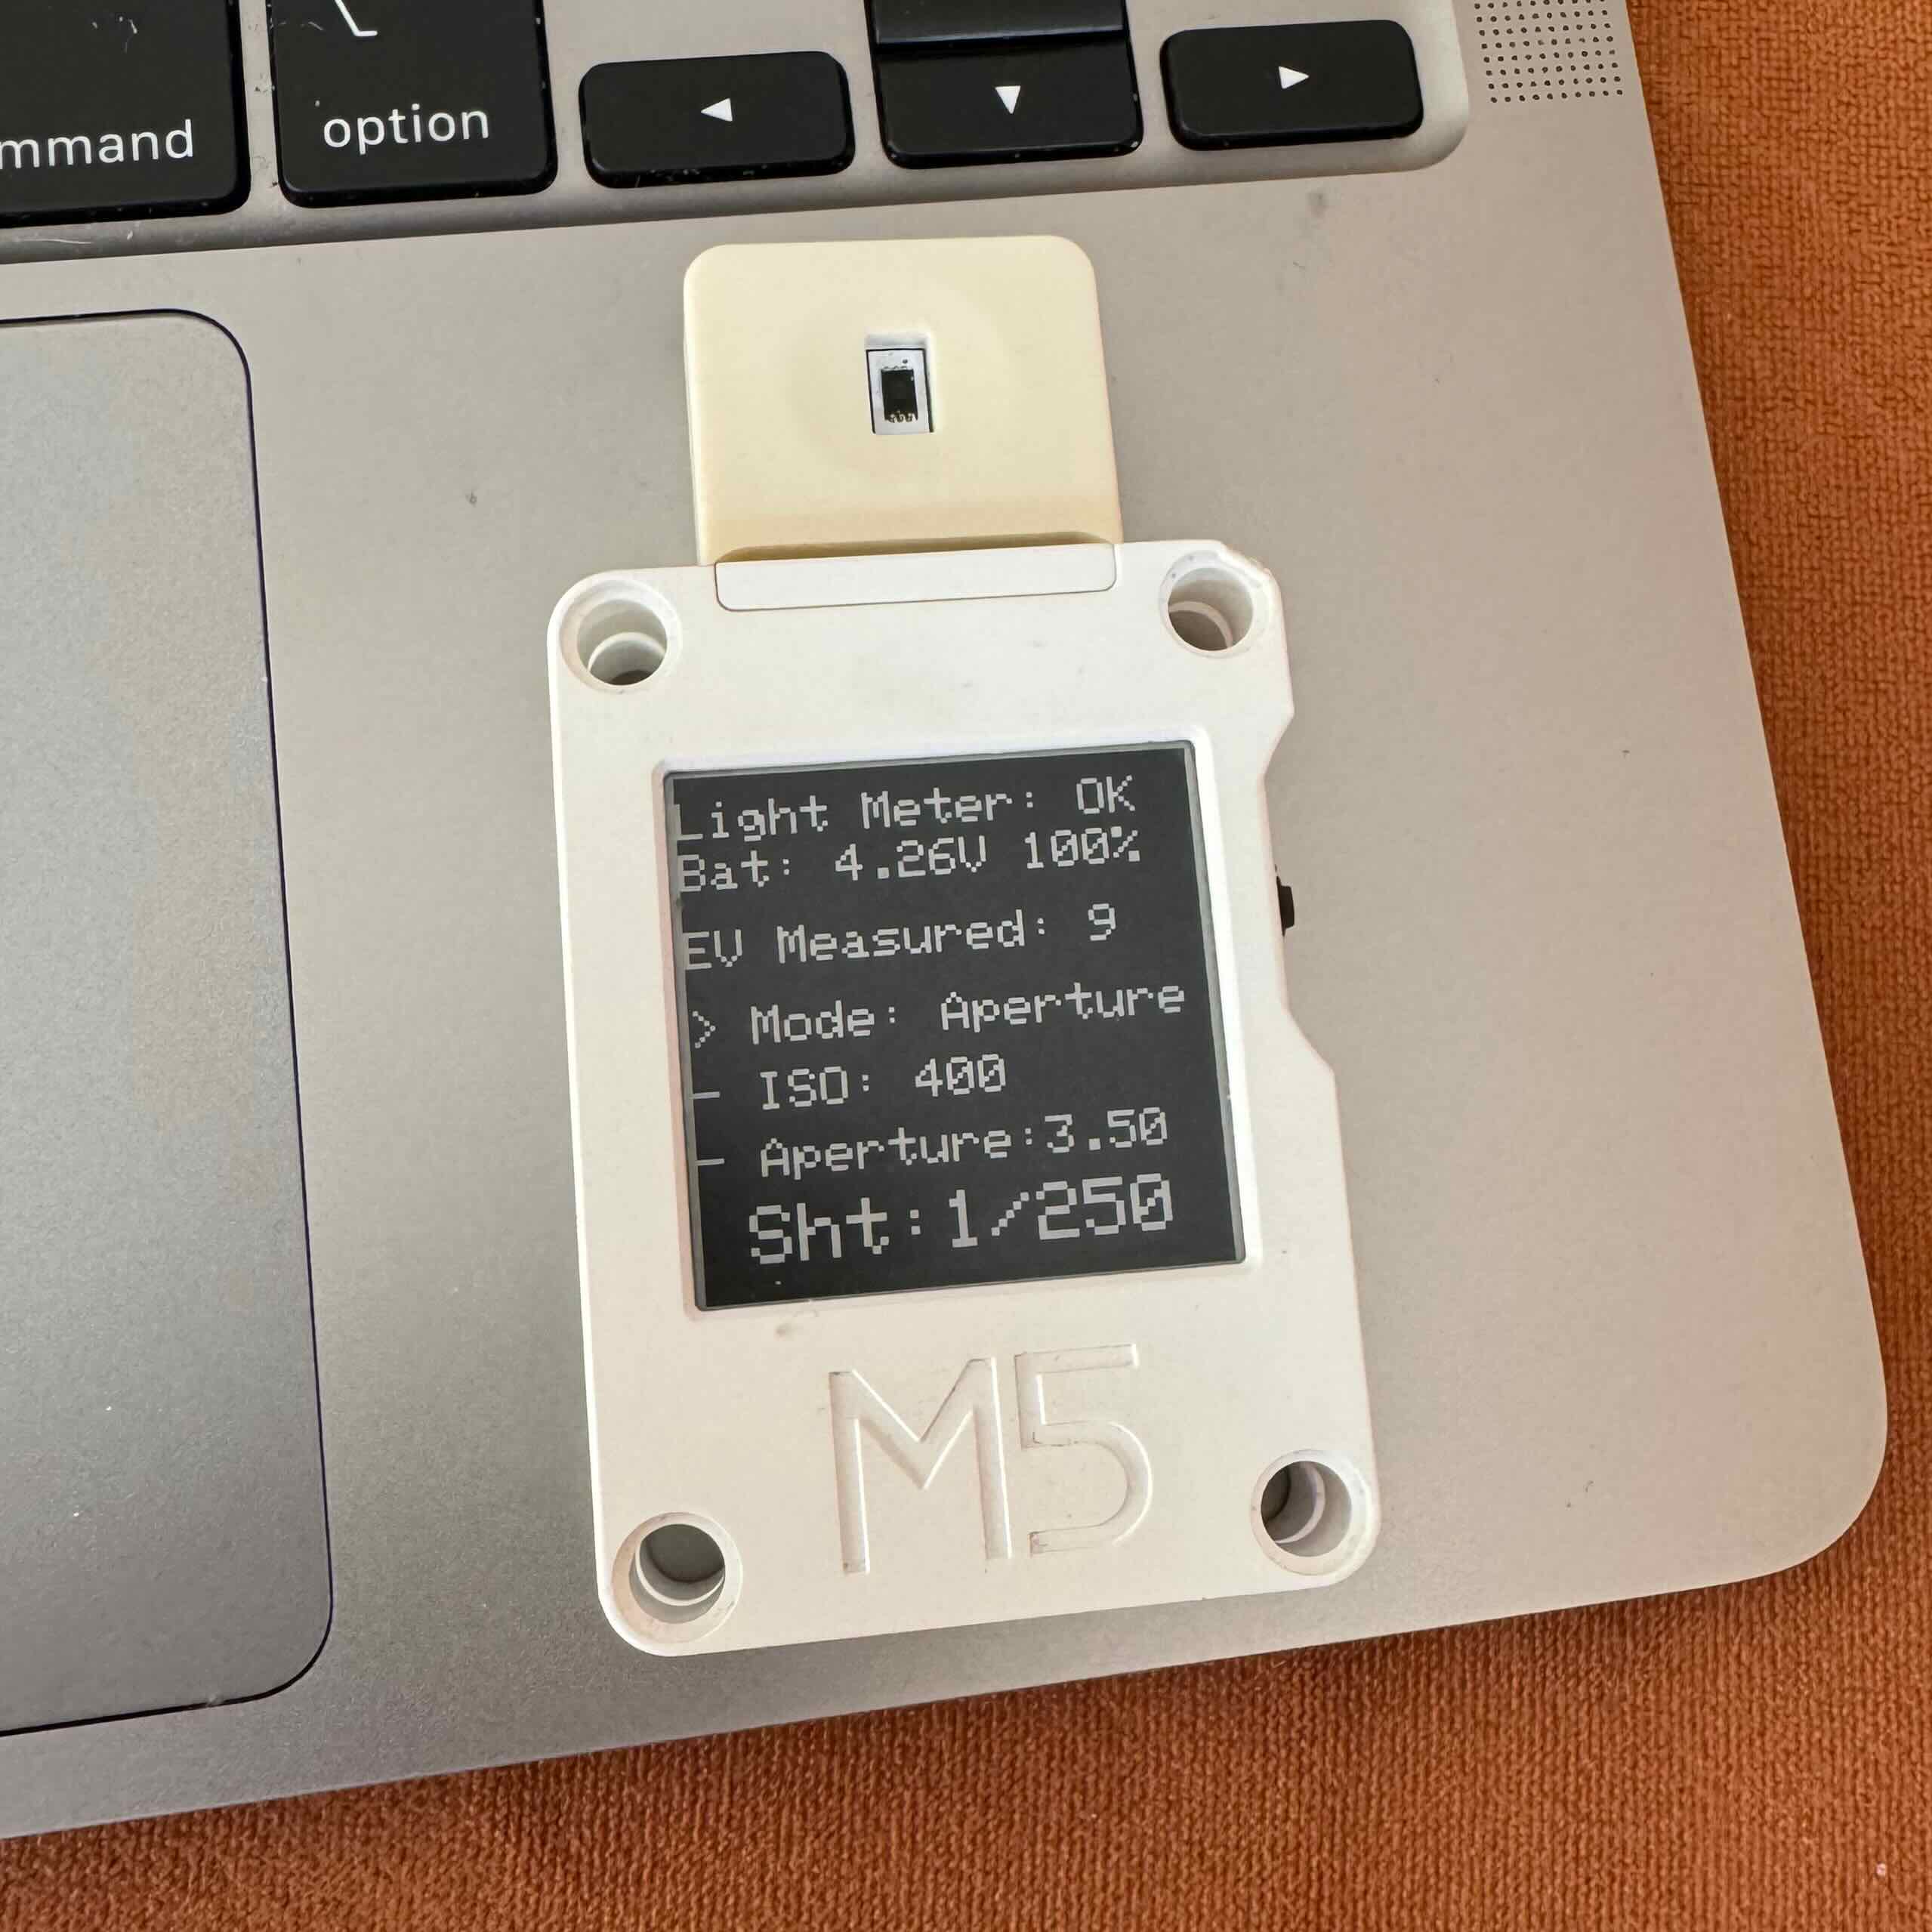 mmand
option
Light Meter: OK
Bat: 4.26V 100%
EV Measured: 9
> Mode: Aperture
- ISO: 400
- Aperture:3.50
Sht:1/250
M5